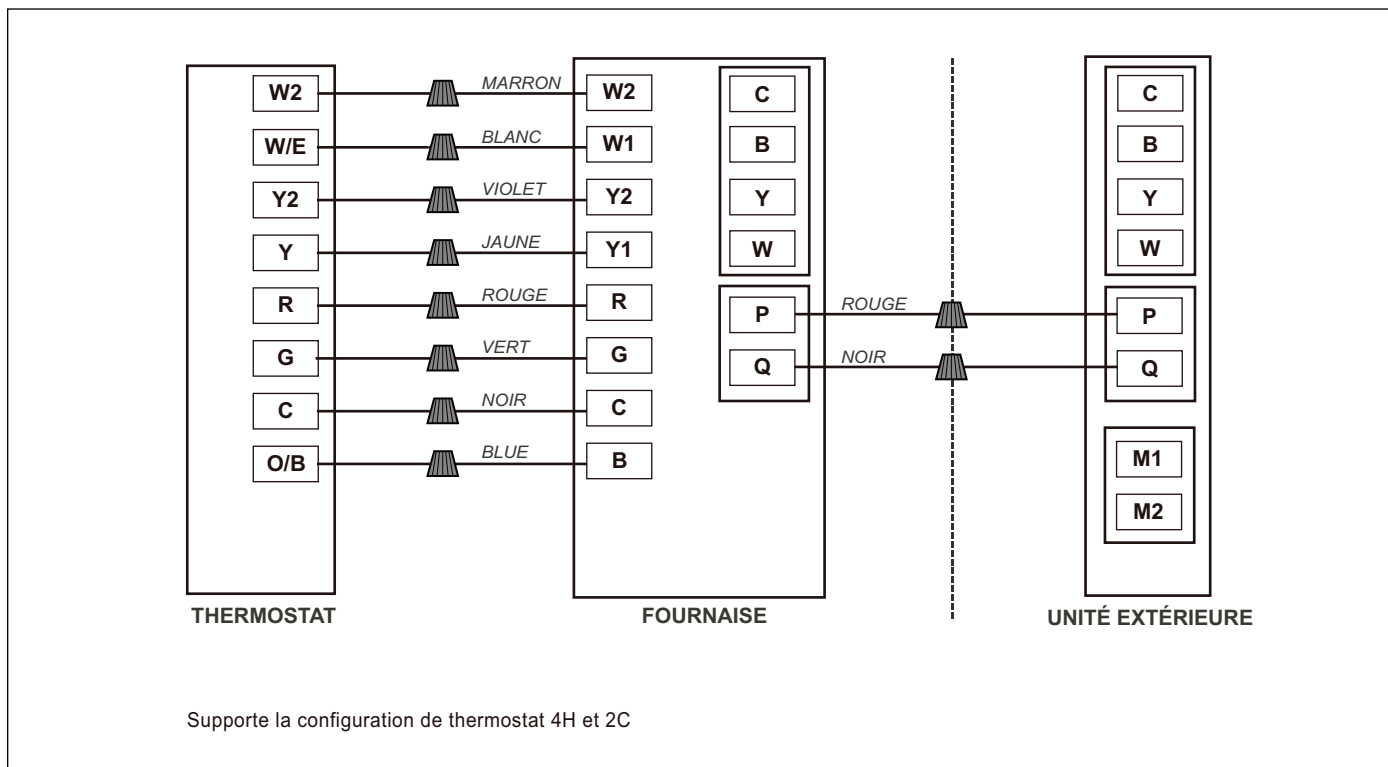 W2 MARRON W2 C C
W/E BLANC W1 B B
Y2 VIOLET Y2 Y Y
Y JAUNE Y1 W W
R ROUGE R P ROUGE P
G VERT G Q NOIR Q
C NOIR C
O/B BLUE B M1
M2
THERMOSTAT FOURNAISE UNITÉ EXTÉRIEURE
Supporte la configuration de thermostat 4H et 2C